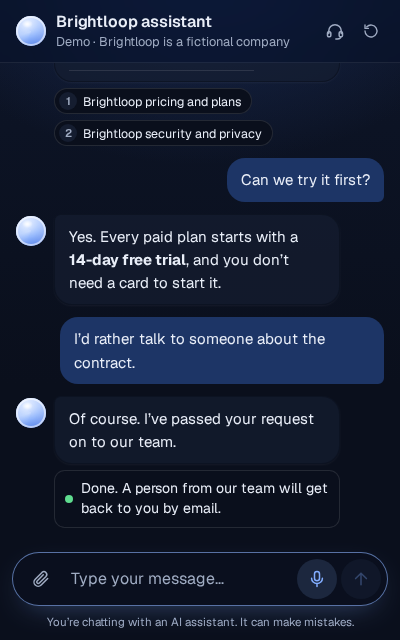 Brightloop assistant
Demo · Brightloop is a fictional company
1 Brightloop pricing and plans
2 Brightloop security and privacy
Can we try it first?
Yes. Every paid plan starts with a
14-day free trial, and you don’t
need a card to start it.
I’d rather talk to someone about the
contract.
Of course. I’ve passed your request
on to our team.
Done. A person from our team will get
back to you by email.
Type your message...
You’re chatting with an AI assistant. It can make mistakes.